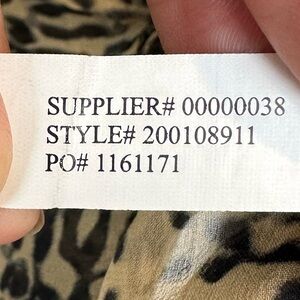 SUPPLIER# 00000038
STYLE# 200108911
PO# 1161171